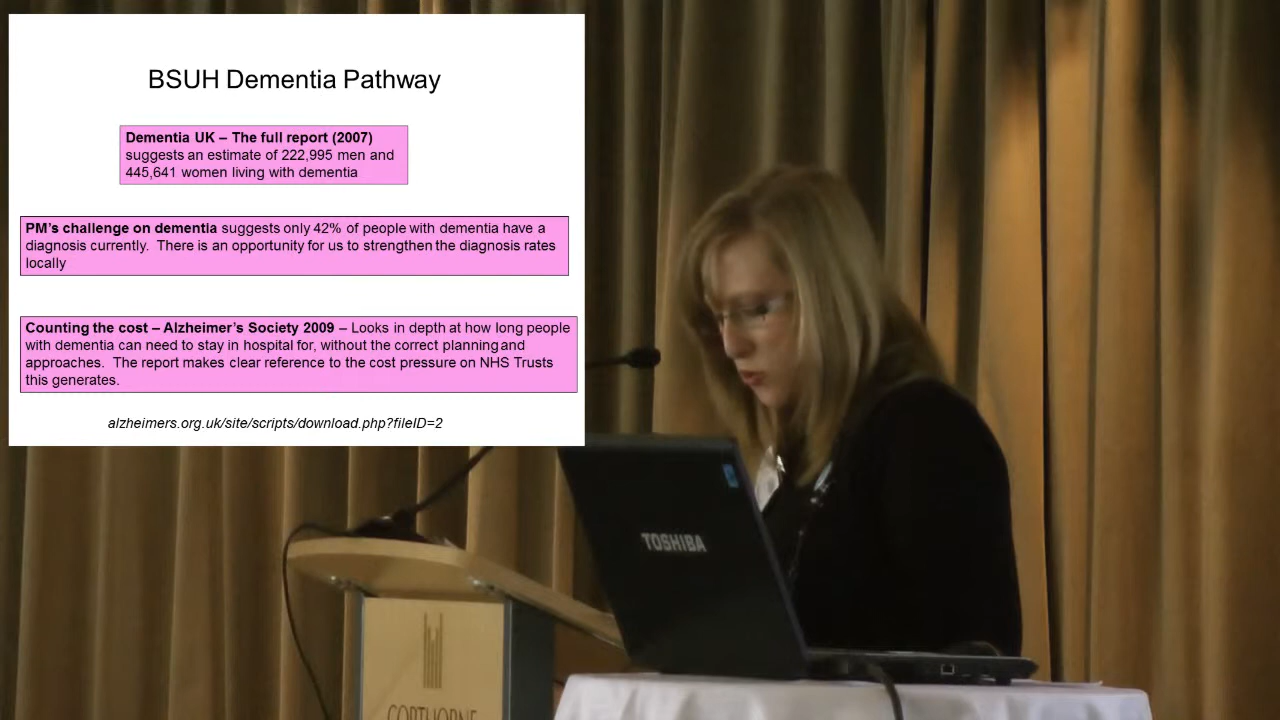 BSUH Dementia Pathway
Dementia UK – The full report (2007)
suggests an estimate of 222,995 men and
445,641 women living with dementia
PM's challenge on dementia suggests only 42% of people with dementia have a
diagnosis currently. There is an opportunity for us to strengthen the diagnosis rates
locally
Counting the cost – Alzheimer's Society 2009 – Looks in depth at how long people
with dementia can need to stay in hospital for, without the correct planning and
approaches. The report makes clear reference to the cost pressure on NHS Trusts
this generates.
alzheimers.org.uk/site/scripts/download.php?fileID=2
TOSHIBA
COPTHORNE